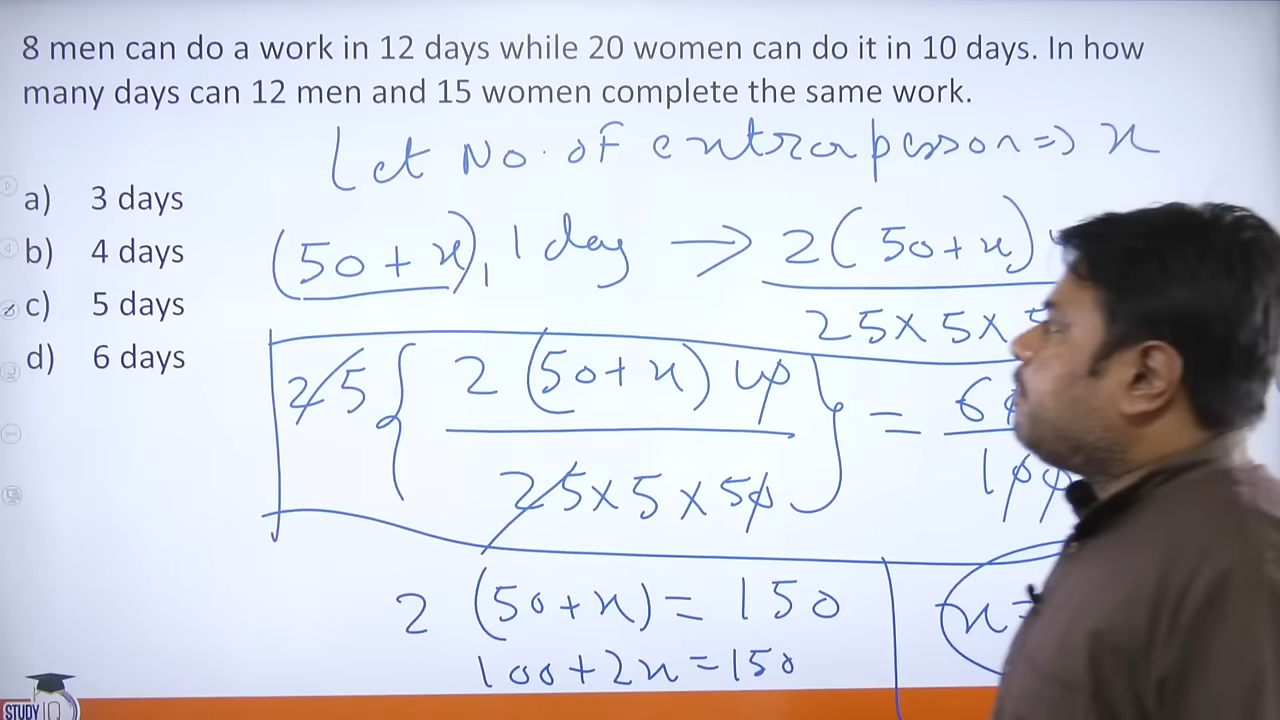 8 men can do a work in 12 days while 20 women can do it in 10 days. In how
many days can 12 men and 15 women complete the same work.
Let No. of extra person => x
a) 3 days
(50 + x), 1 day → 2(50+x)
25×5×5
b) 4 days
c) 5 days
d) 6 days
25 { 2 (50+x) 40 / 25×5×50 } = 60 / 100
2 (50+x) = 150
100+2x=150
x=
STUDY IQ